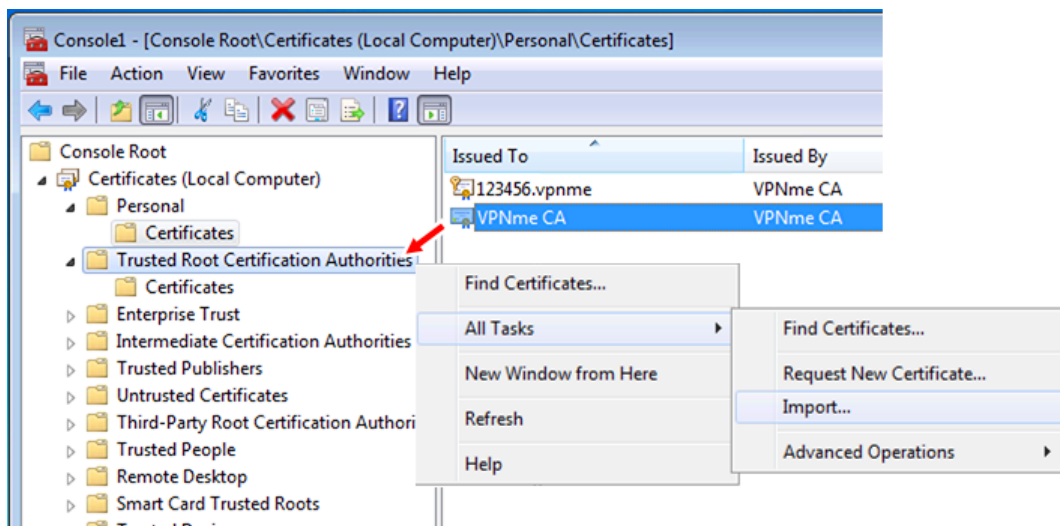 Console1 - [Console Root\Certificates (Local Computer)\Personal\Certificates]
File Action View Favorites Window Help
Console Root
Certificates (Local Computer)
Personal
Certificates
Trusted Root Certification Authorities
Certificates
Enterprise Trust
Intermediate Certification Authorities
Trusted Publishers
Untrusted Certificates
Third-Party Root Certification Authori
Trusted People
Remote Desktop
Smart Card Trusted Roots
Issued To Issued By
123456.vpnme VPNme CA
VPNme CA VPNme CA
Find Certificates...
All Tasks
New Window from Here
Refresh
Help
Find Certificates...
Request New Certificate...
Import...
Advanced Operations